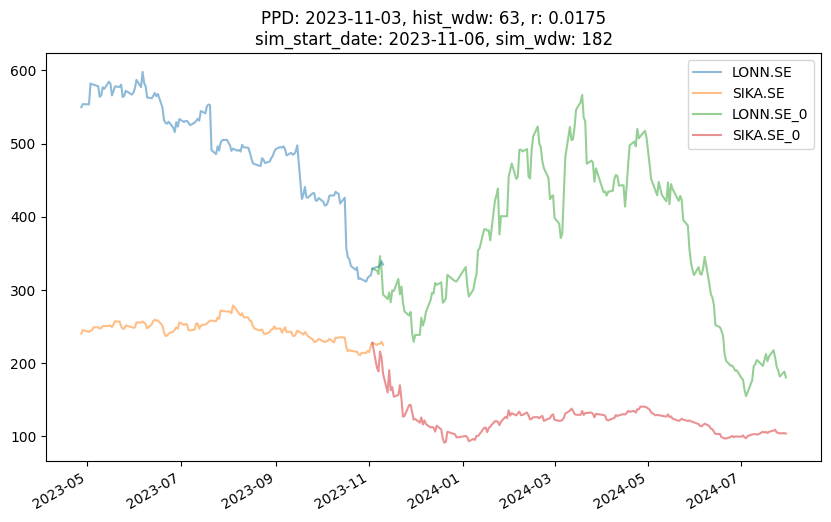 PPD: 2023-11-03, hist_wdw: 63, r: 0.0175
sim_start_date: 2023-11-06, sim_wdw: 182
LONN.SE
SIKA.SE
LONN.SE_0
SIKA.SE_0
600
500
400
300
200
100
2023-05
2023-07
2023-09
2023-11
2024-01
2024-03
2024-05
2024-07